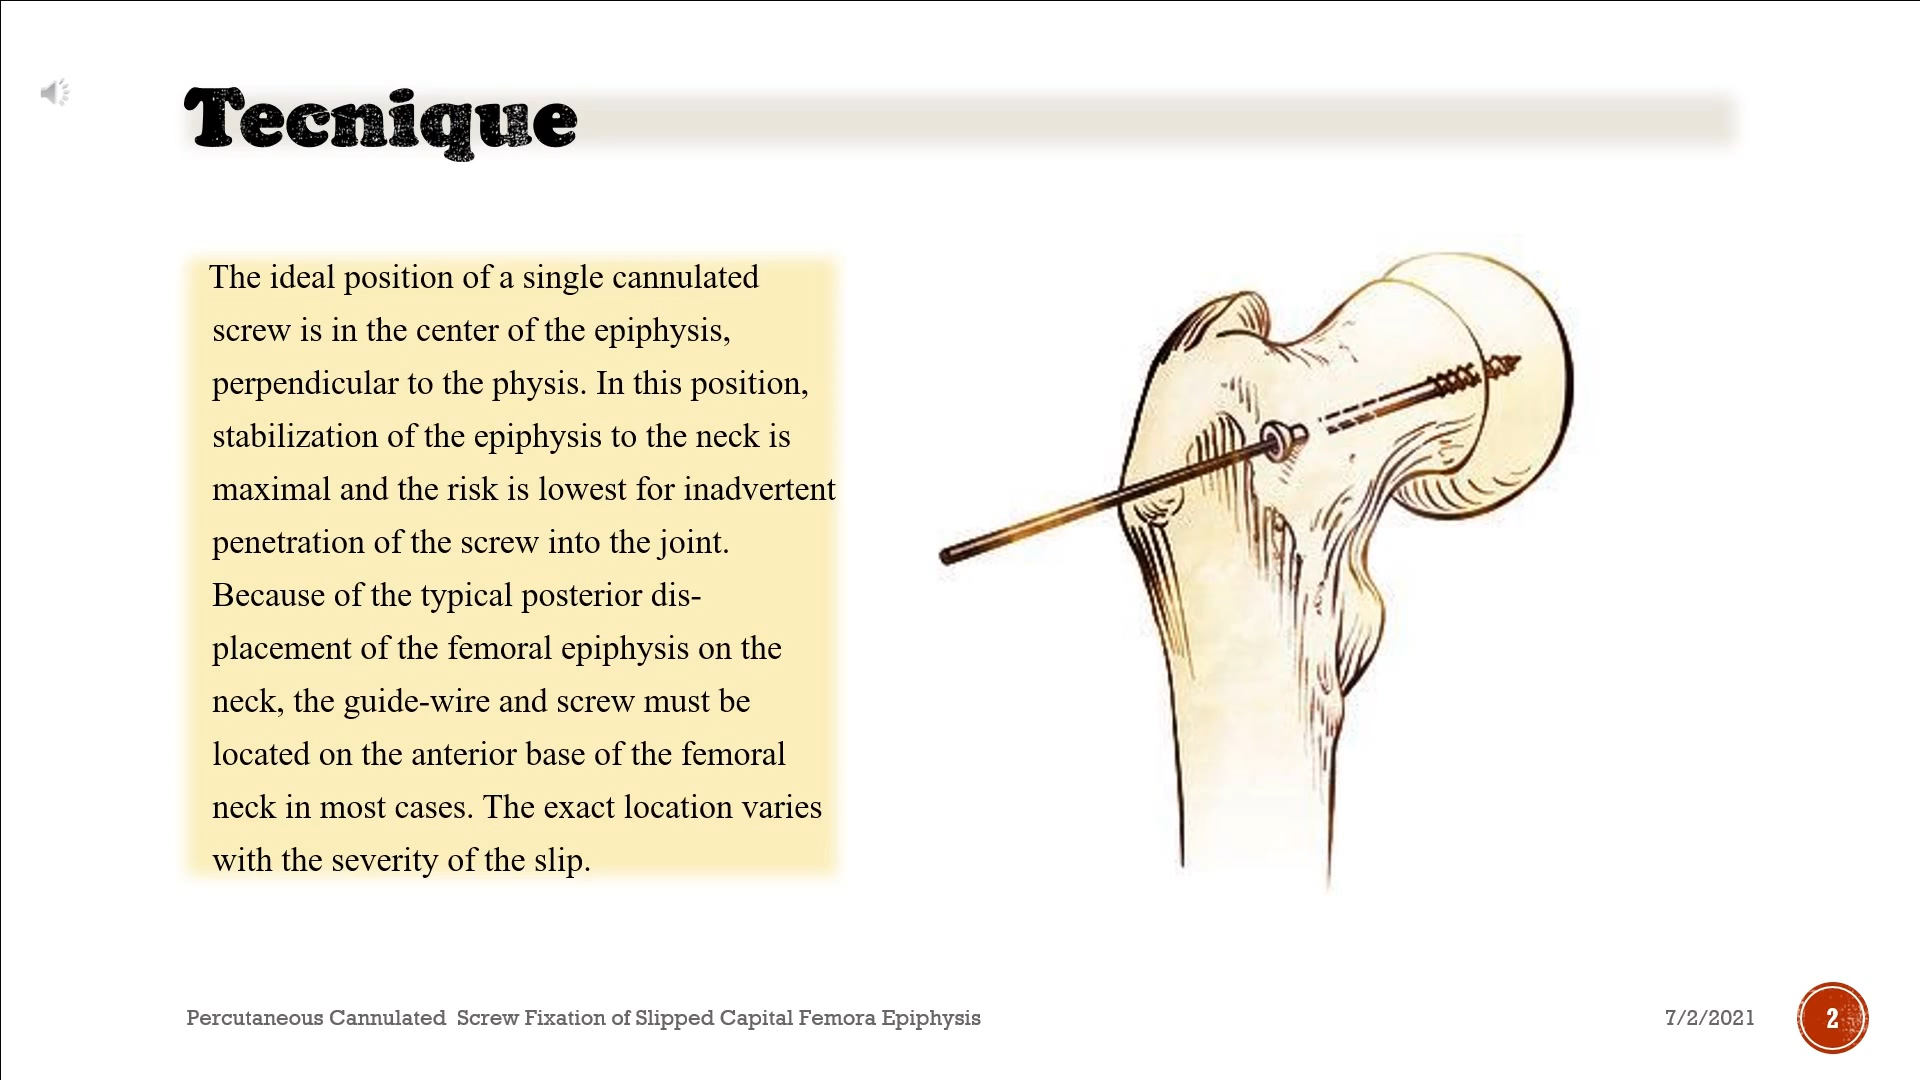 Tecnique
The ideal position of a single cannulated
screw is in the center of the epiphysis,
perpendicular to the physis. In this position,
stabilization of the epiphysis to the neck is
maximal and the risk is lowest for inadvertent
penetration of the screw into the joint.
Because of the typical posterior dis-
placement of the femoral epiphysis on the
neck, the guide-wire and screw must be
located on the anterior base of the femoral
neck in most cases. The exact location varies
with the severity of the slip.
Percutaneous Cannulated  Screw Fixation of Slipped Capital Femora Epiphysis
7/2/2021
2